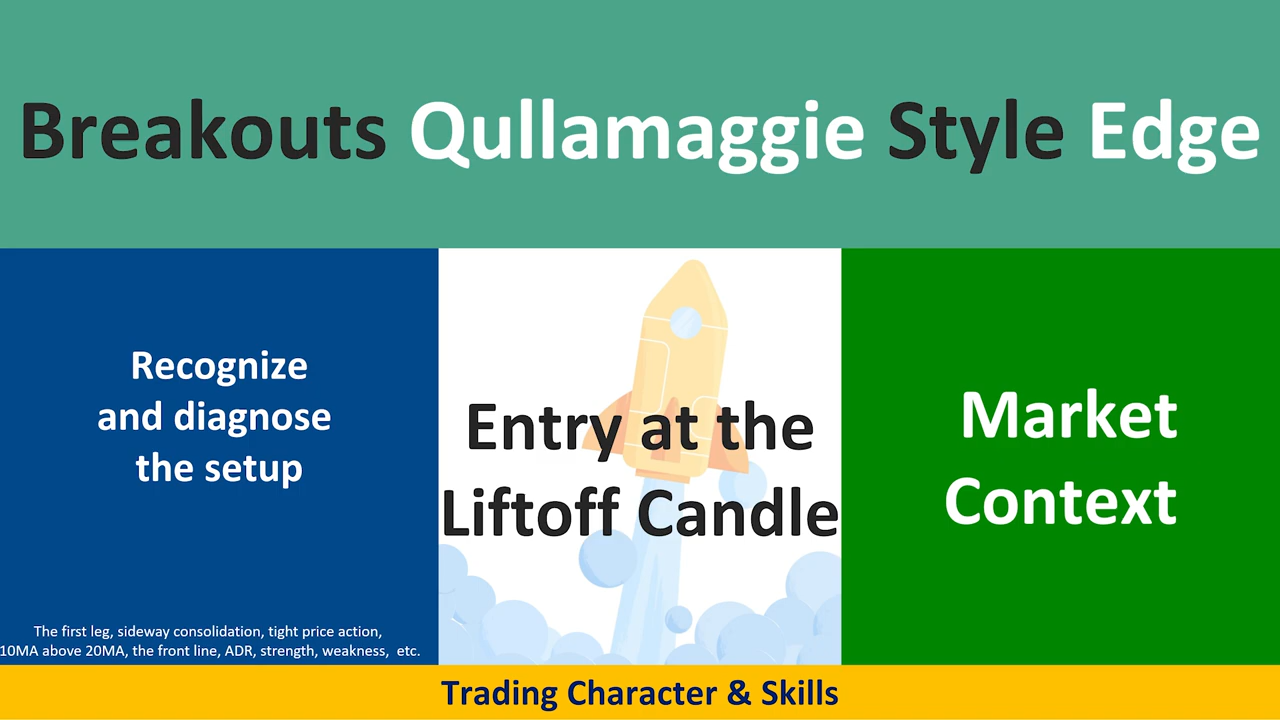 Breakouts Qullamaggie Style Edge
Recognize
and diagnose
the setup
The first leg, sideway consolidation, tight price action,
10MA above 20MA, the front line, ADR, strength, weakness, etc.
Entry at the
Liftoff Candle
Market
Context
Trading Character & Skills